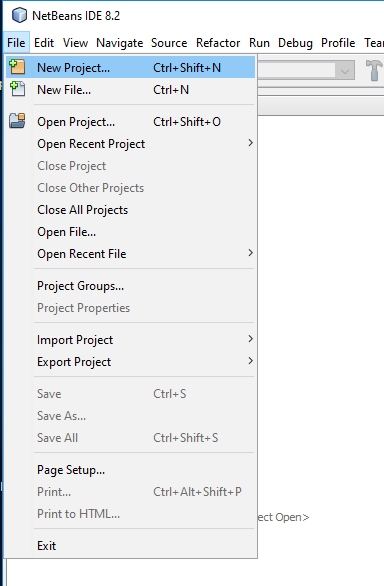 NetBeans IDE 8.2
File Edit View Navigate Source Refactor Run Debug Profile Tea
New Project... Ctrl+Shift+N
New File... Ctrl+N
Open Project... Ctrl+Shift+O
Open Recent Project
Close Project
Close Other Projects
Close All Projects
Open File...
Open Recent File
Project Groups...
Project Properties
Import Project
Export Project
Save Ctrl+S
Save As...
Save All Ctrl+Shift+S
Page Setup...
Print... Ctrl+Alt+Shift+P
Print to HTML...
ect Open>
Exit